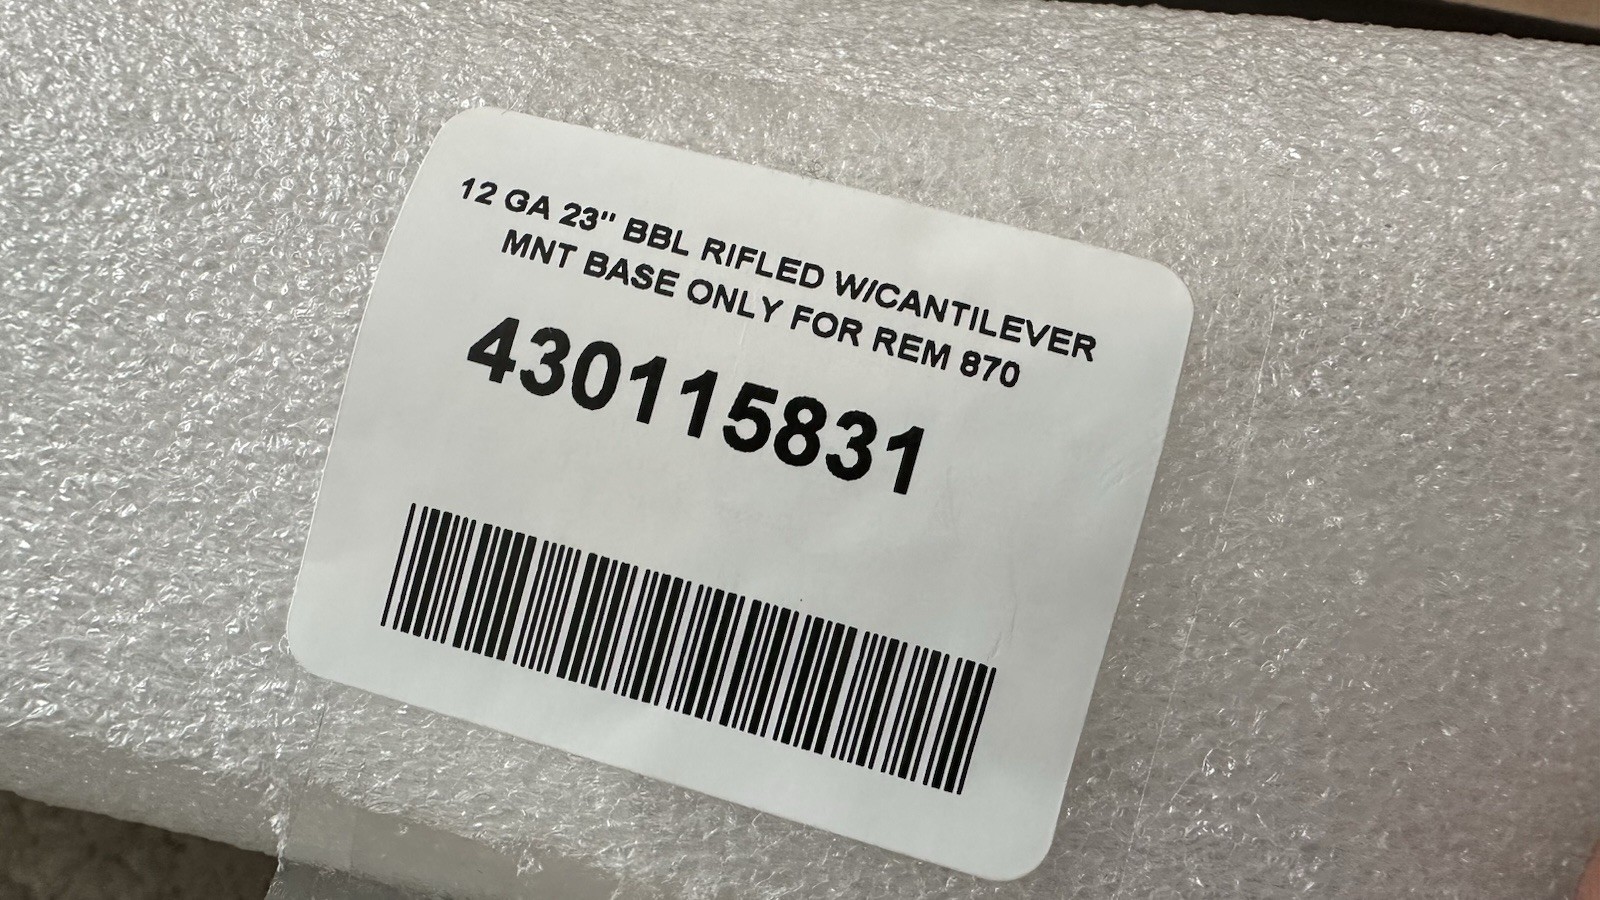 12 GA 23" BBL RIFLED W/CANTILEVER
MNT BASE ONLY FOR REM 870
430115831